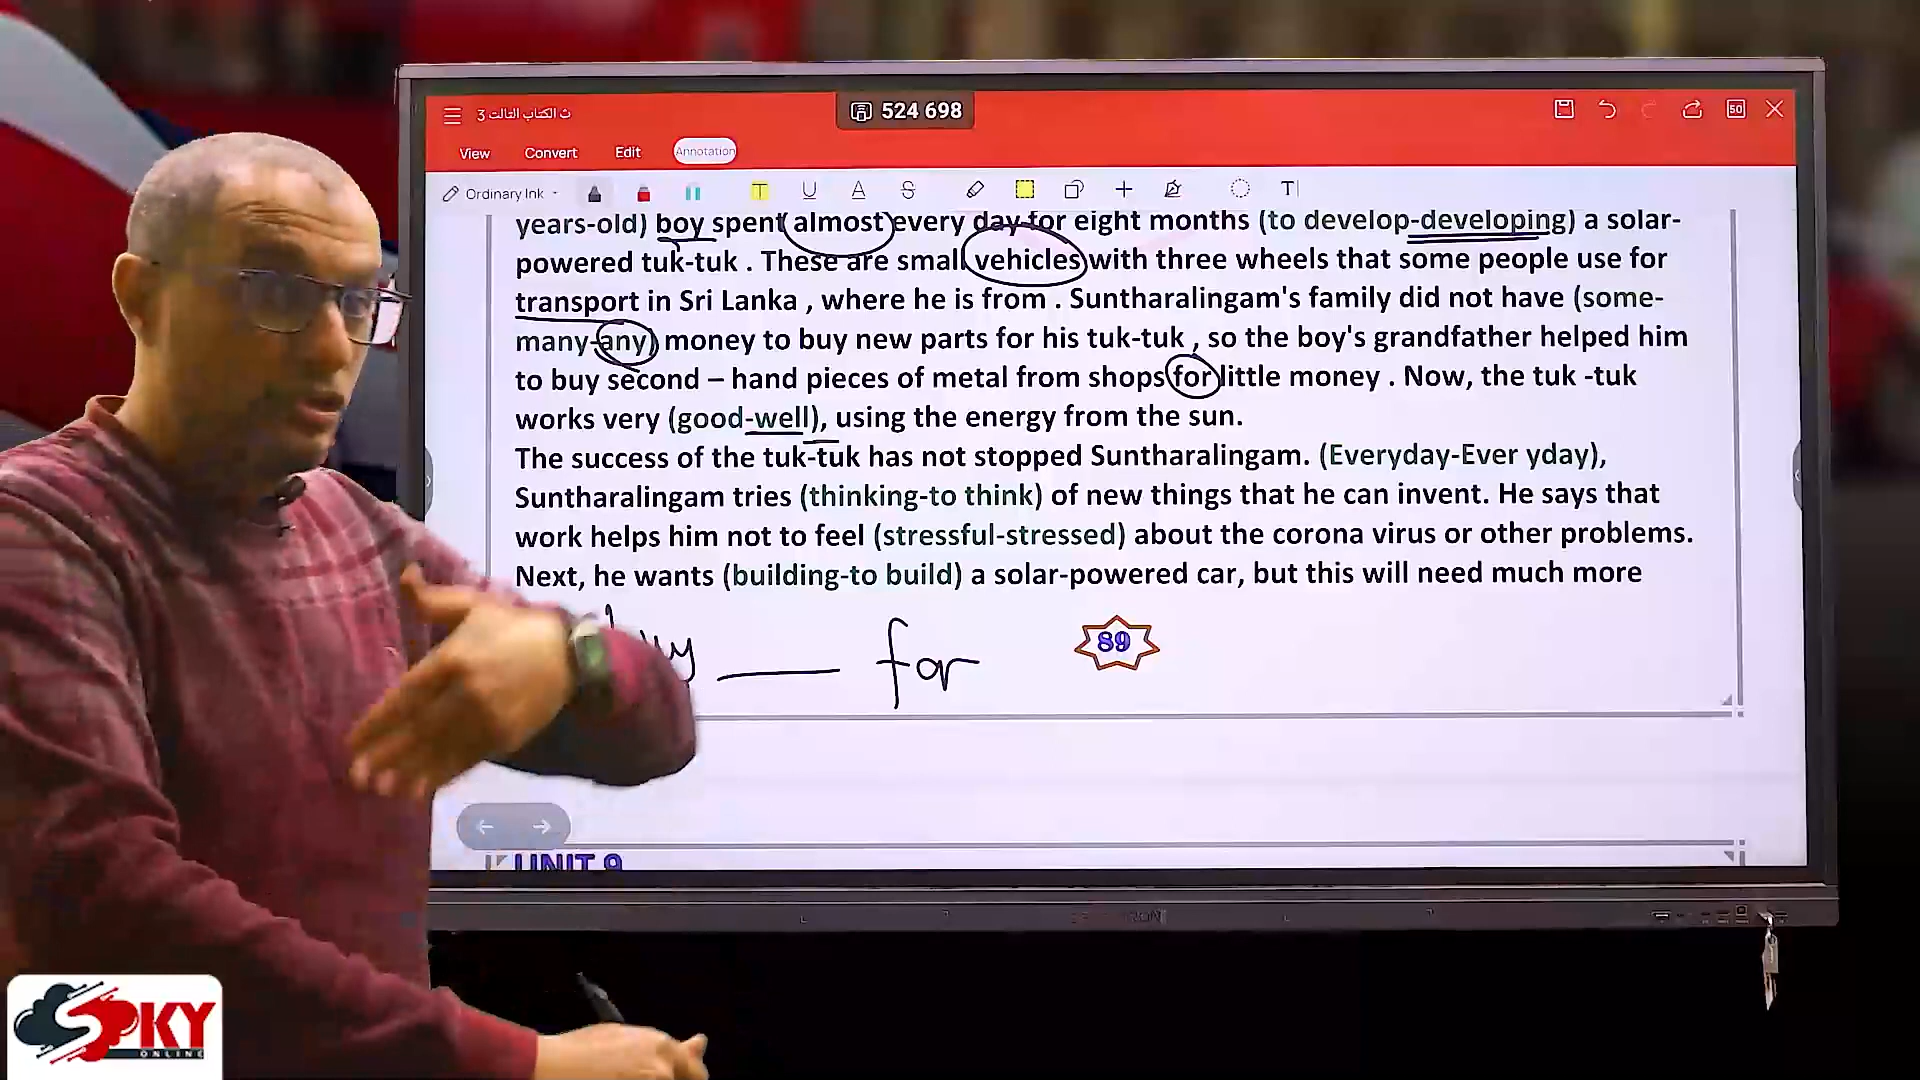 ث الكتاب الثالث 3
524 698
50
View Convert Edit Annotation
Ordinary Ink
years-old) boy spent almost every day for eight months (to develop-developing) a solar-
powered tuk-tuk . These are small vehicles with three wheels that some people use for
transport in Sri Lanka , where he is from . Suntharalingam's family did not have (some-
many-any) money to buy new parts for his tuk-tuk , so the boy's grandfather helped him
to buy second – hand pieces of metal from shops for little money . Now, the tuk -tuk
works very (good-well), using the energy from the sun.
The success of the tuk-tuk has not stopped Suntharalingam. (Everyday-Ever yday),
Suntharalingam tries (thinking-to think) of new things that he can invent. He says that
work helps him not to feel (stressful-stressed) about the corona virus or other problems.
Next, he wants (building-to build) a solar-powered car, but this will need much more
for
89
UNIT 9
SPKY
ONLINE